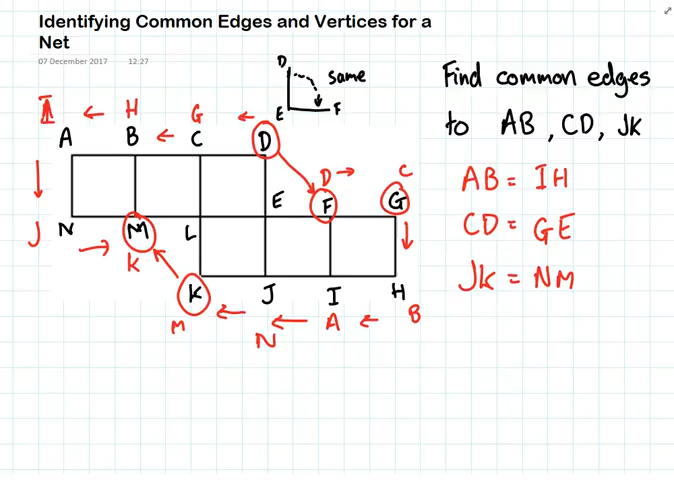 Identifying Common Edges and Vertices for a
Net
07 December 2017 12:27
D
same
E F
Find common edges
to AB, CD, JK
I ← H ← G ←
A B C D
D → C
E F G
J N → M L
K
K J I H
M ← N ← A ← B
AB = IH
CD = GE
JK = NM